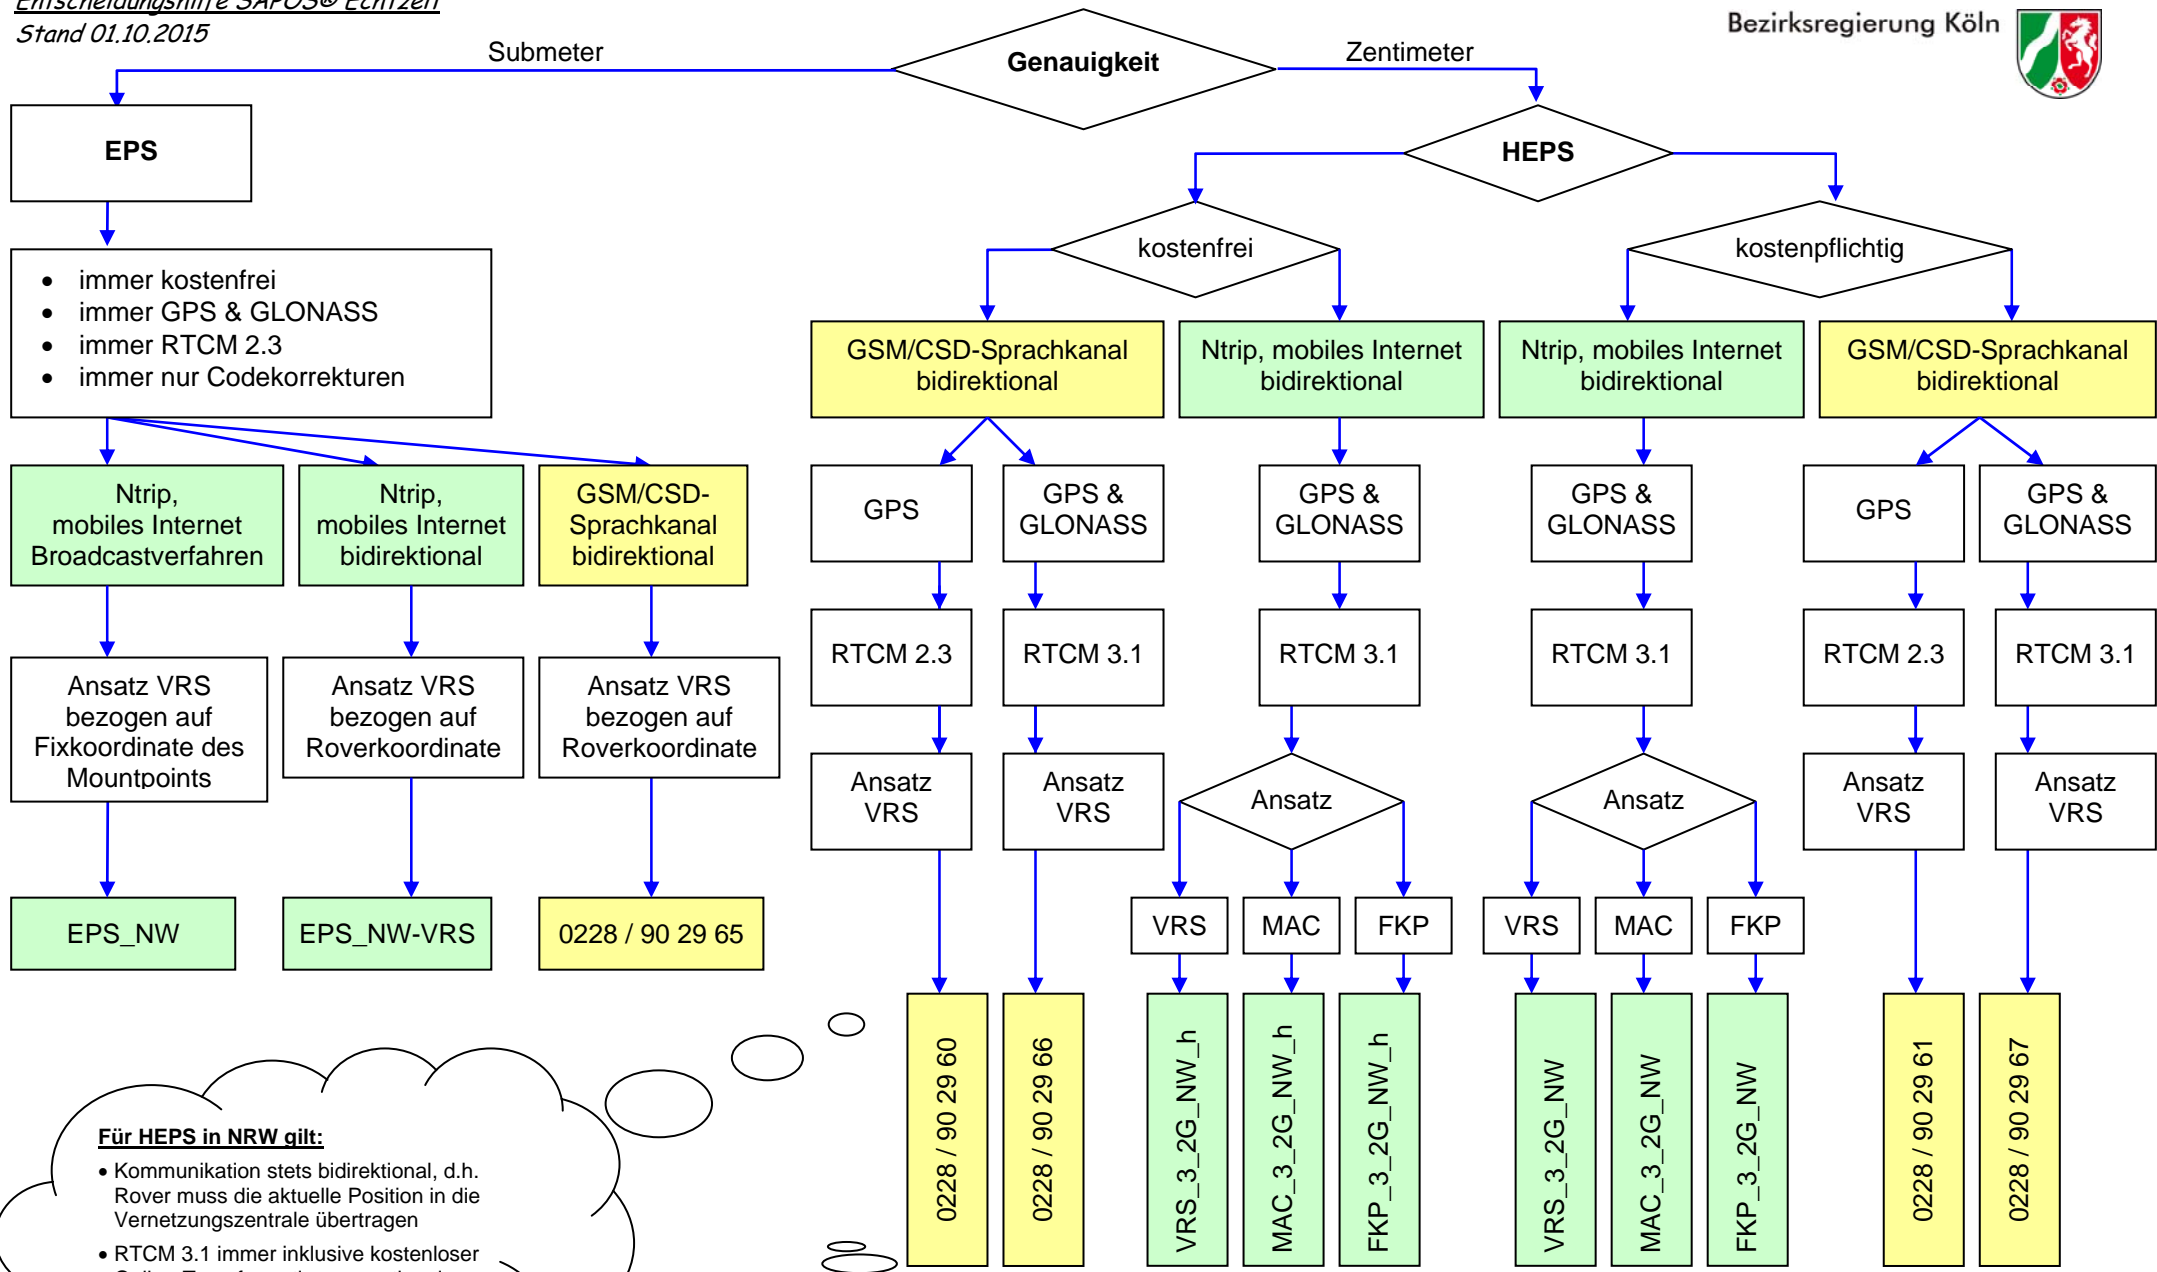 Entscheidungshilfe SAPOS® Echtzeit
Stand 01.10.2015
Bezirksregierung Köln
Submeter
Genauigkeit
Zentimeter
EPS
HEPS
kostenfrei
kostenpflichtig
• immer kostenfrei
• immer GPS & GLONASS
• immer RTCM 2.3
• immer nur Codekorrekturen
GSM/CSD-Sprachkanal
bidirektional
Ntrip, mobiles Internet
bidirektional
Ntrip, mobiles Internet
bidirektional
GSM/CSD-Sprachkanal
bidirektional
Ntrip,
mobiles Internet
Broadcastverfahren
Ntrip,
mobiles Internet
bidirektional
GSM/CSD-
Sprachkanal
bidirektional
GPS
GPS &
GLONASS
GPS &
GLONASS
GPS &
GLONASS
GPS
GPS &
GLONASS
RTCM 2.3
RTCM 3.1
RTCM 3.1
RTCM 3.1
RTCM 2.3
RTCM 3.1
Ansatz VRS
bezogen auf
Fixkoordinate des
Mountpoints
Ansatz VRS
bezogen auf
Roverkoordinate
Ansatz VRS
bezogen auf
Roverkoordinate
Ansatz
VRS
Ansatz
VRS
Ansatz
Ansatz
Ansatz
VRS
Ansatz
VRS
EPS_NW
EPS_NW-VRS
0228 / 90 29 65
VRS
MAC
FKP
VRS
MAC
FKP
0228 / 90 29 60
0228 / 90 29 66
VRS_3_2G_NW_h
MAC_3_2G_NW_h
FKP_3_2G_NW_h
VRS_3_2G_NW
MAC_3_2G_NW
FKP_3_2G_NW
0228 / 90 29 61
0228 / 90 29 67
Für HEPS in NRW gilt:
• Kommunikation stets bidirektional, d.h.
Rover muss die aktuelle Position in die
Vernetzungszentrale übertragen
• RTCM 3.1 immer inklusive kostenloser